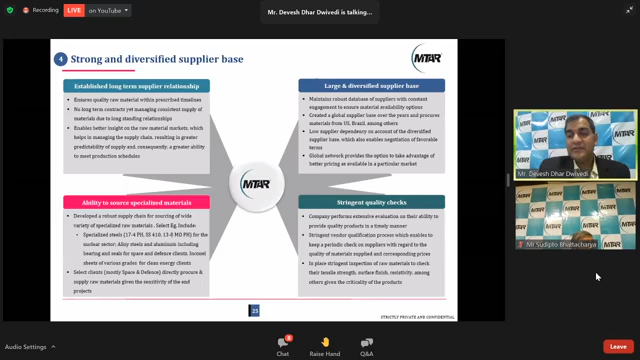 Recording
LIVE on YouTube
Mr. Devesh Dhar Dwivedi is talking...
4 Strong and diversified supplier base
MTAR
Established long term supplier relationship
Ensures quality raw material within prescribed timelines
No long term contracts yet managing consistent supply of
materials due to long standing relationships
Enables better insight on the raw material markets, which
helps in managing the supply chain, resulting in greater
predictability of supply and, consequently, a greater ability
to meet production schedules
Large & diversified supplier base
Maintains robust database of suppliers with constant
engagement to ensure material availability options
Created a global supplier base over the years and procures
materials from US, Brazil, among others
Low supplier dependency on account of the diversified
supplier base, which also enables negotiation of favorable
terms
Global network provides the option to take advantage of
better pricing as available in a particular market
MTAR
Ability to source specialized materials
Developed a robust supply chain for sourcing of wide
variety of specialized raw materials . Select Eg. Include:
Specialized steels (17-4 PH, SS 410, 13-8 MO PH) for the
nuclear sector; Alloy steels and aluminum including
bearing and seals for space and defence clients, Inconel
sheets of various grades for clean energy clients
Select clients (mostly Space & Defence) directly procure &
supply raw materials given the sensitivity of the end
projects
Stringent quality checks
Company performs extensive evaluation on their ability to
provide quality products in a timely manner
Stringent vendor qualification process which enables to
keep a periodic check on suppliers with regard to the
quality of materials supplied and corresponding prices
In place stringent inspection of raw materials to check
their tensile strength, surface finish, resistivity, among
others given the criticality of the products
25
STRICTLY PRIVATE AND CONFIDENTIAL
Mr. Devesh Dhar Dwivedi
Mr Sudipto Bhattacharya
Audio Settings
8
Chat
Raise Hand
Q&A
Leave